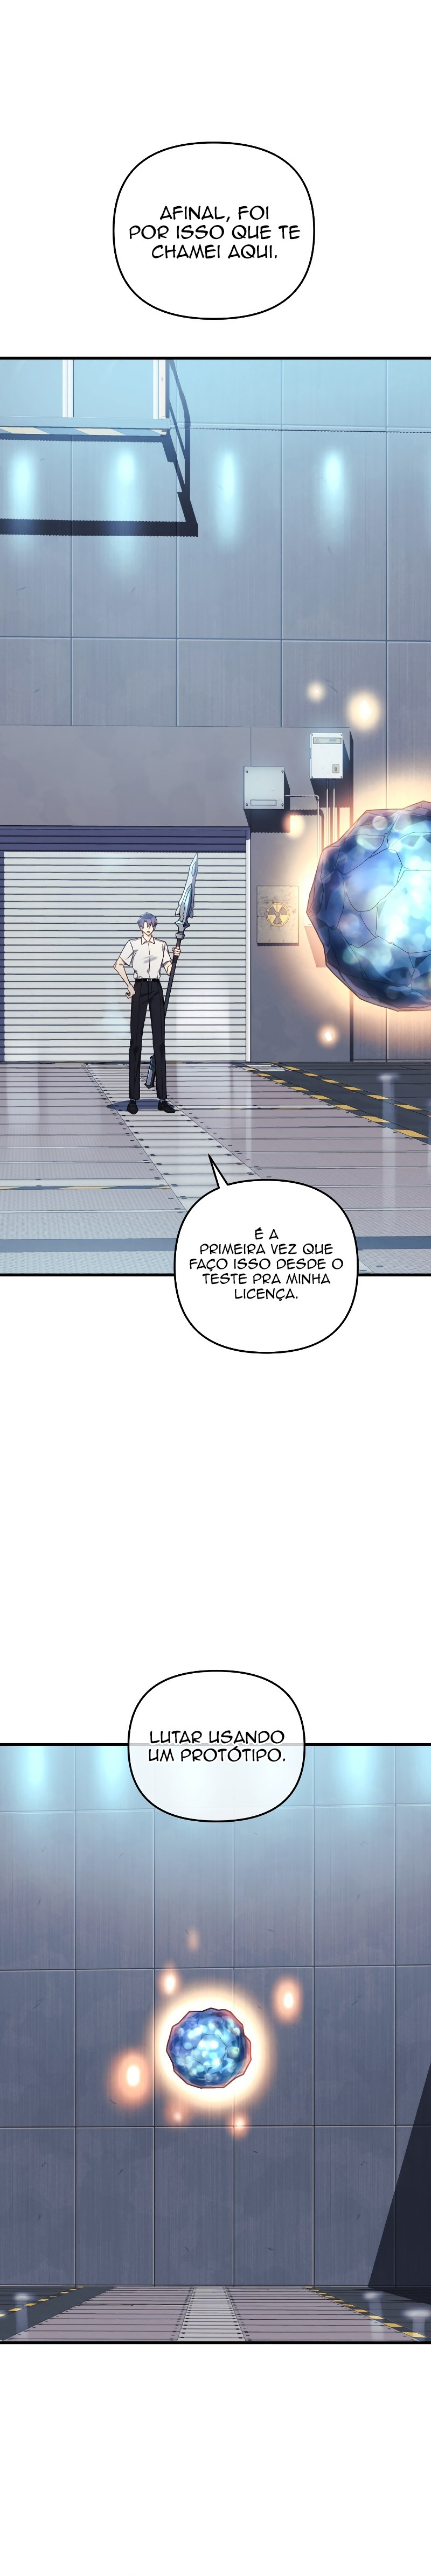 AFINAL, FOI
POR ISSO QUE TE
CHAMEI AQUI.
É A
PRIMEIRA VEZ QUE
FAÇO ISSO DESDE O
TESTE PRA MINHA
LICENÇA.
LUTAR USANDO
UM PROTÓTIPO.